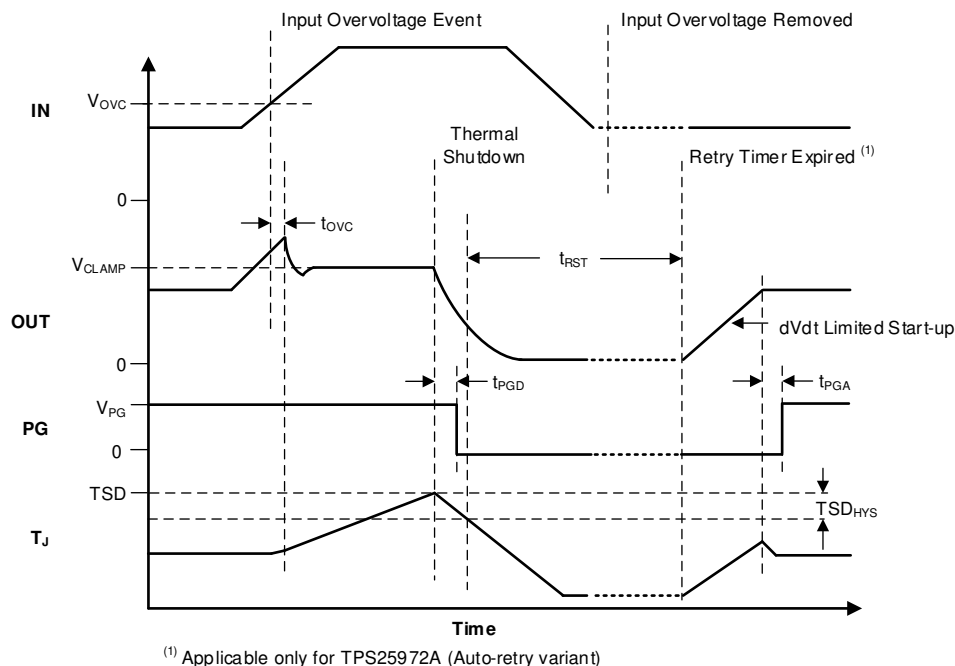 Input Overvoltage Event
Input Overvoltage Removed
IN
VOVC
Thermal
Shutdown
Retry Timer Expired (1)
0
tOVC
VCLAMP
tRST
OUT
dVdt Limited Start-up
0
tPGD
tPGA
VPG
PG
0
TSD
TSDHYS
TJ
Time
(1) Applicable only for TPS25972A (Auto-retry variant)